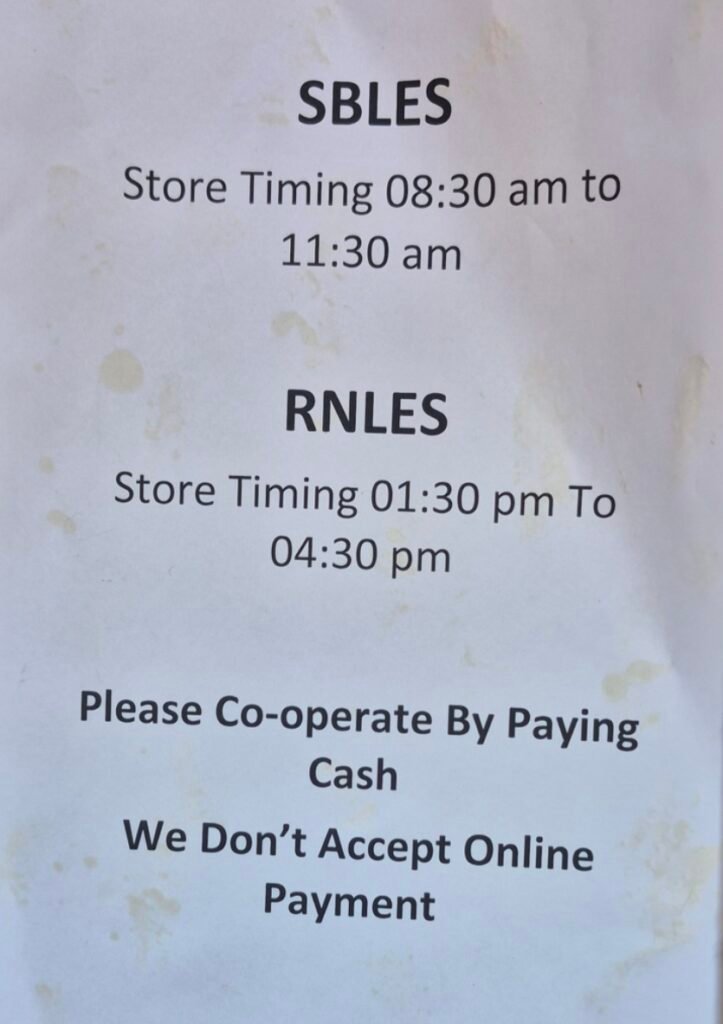 SBLES
Store Timing 08:30 am to
11:30 am
RNLES
Store Timing 01:30 pm To
04:30 pm
Please Co-operate By Paying
Cash
We Don’t Accept Online
Payment